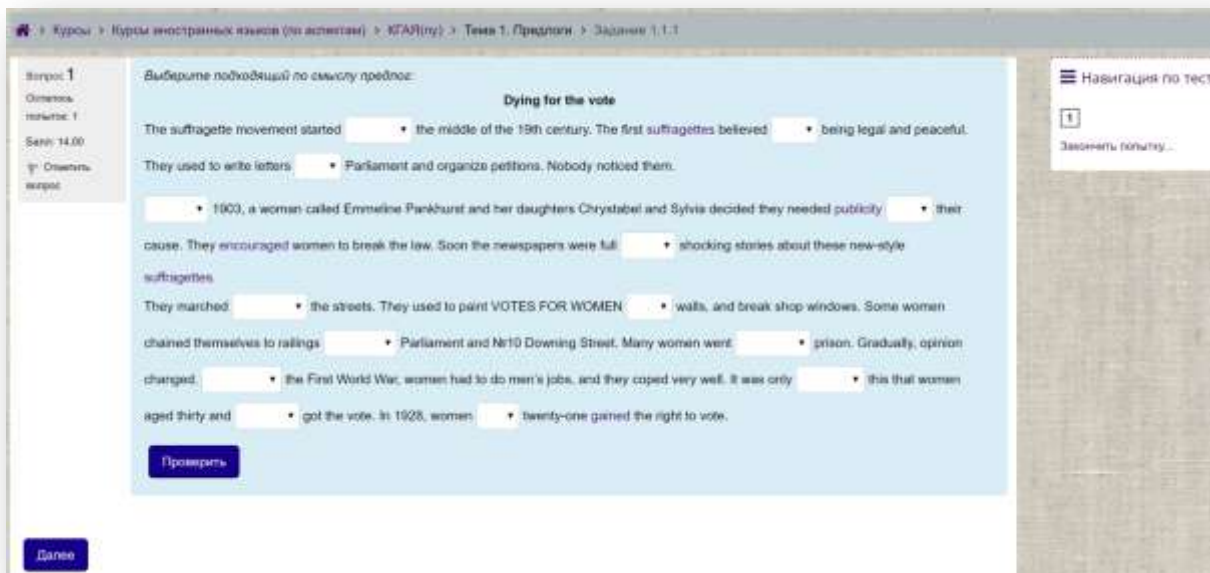 Курсы > Курсы иностранных языков (по аспектам) > КГАЯ(пу) > Тема 1. Предлоги > Задание 1.1.1
Вопрос 1
Осталось
попыток: 1
Балл: 14,00
Отметить
вопрос
Выберите подходящий по смыслу предлог:
Dying for the vote
The suffragette movement started the middle of the 19th century. The first suffragettes believed being legal and peaceful.
They used to write letters Parliament and organize petitions. Nobody noticed them.
1903, a woman called Emmeline Pankhurst and her daughters Chrystabel and Sylvia decided they needed publicity their
cause. They encouraged women to break the law. Soon the newspapers were full shocking stories about these new-style
suffragettes.
They marched the streets. They used to paint VOTES FOR WOMEN walls, and break shop windows. Some women
chained themselves to railings Parliament and Nr10 Downing Street. Many women went prison. Gradually, opinion
changed. the First World War, women had to do men's jobs, and they coped very well. It was only this that women
aged thirty and got the vote. In 1928, women twenty-one gained the right to vote.
Проверить
Далее
Навигация по тест
1
Закончить попытку...